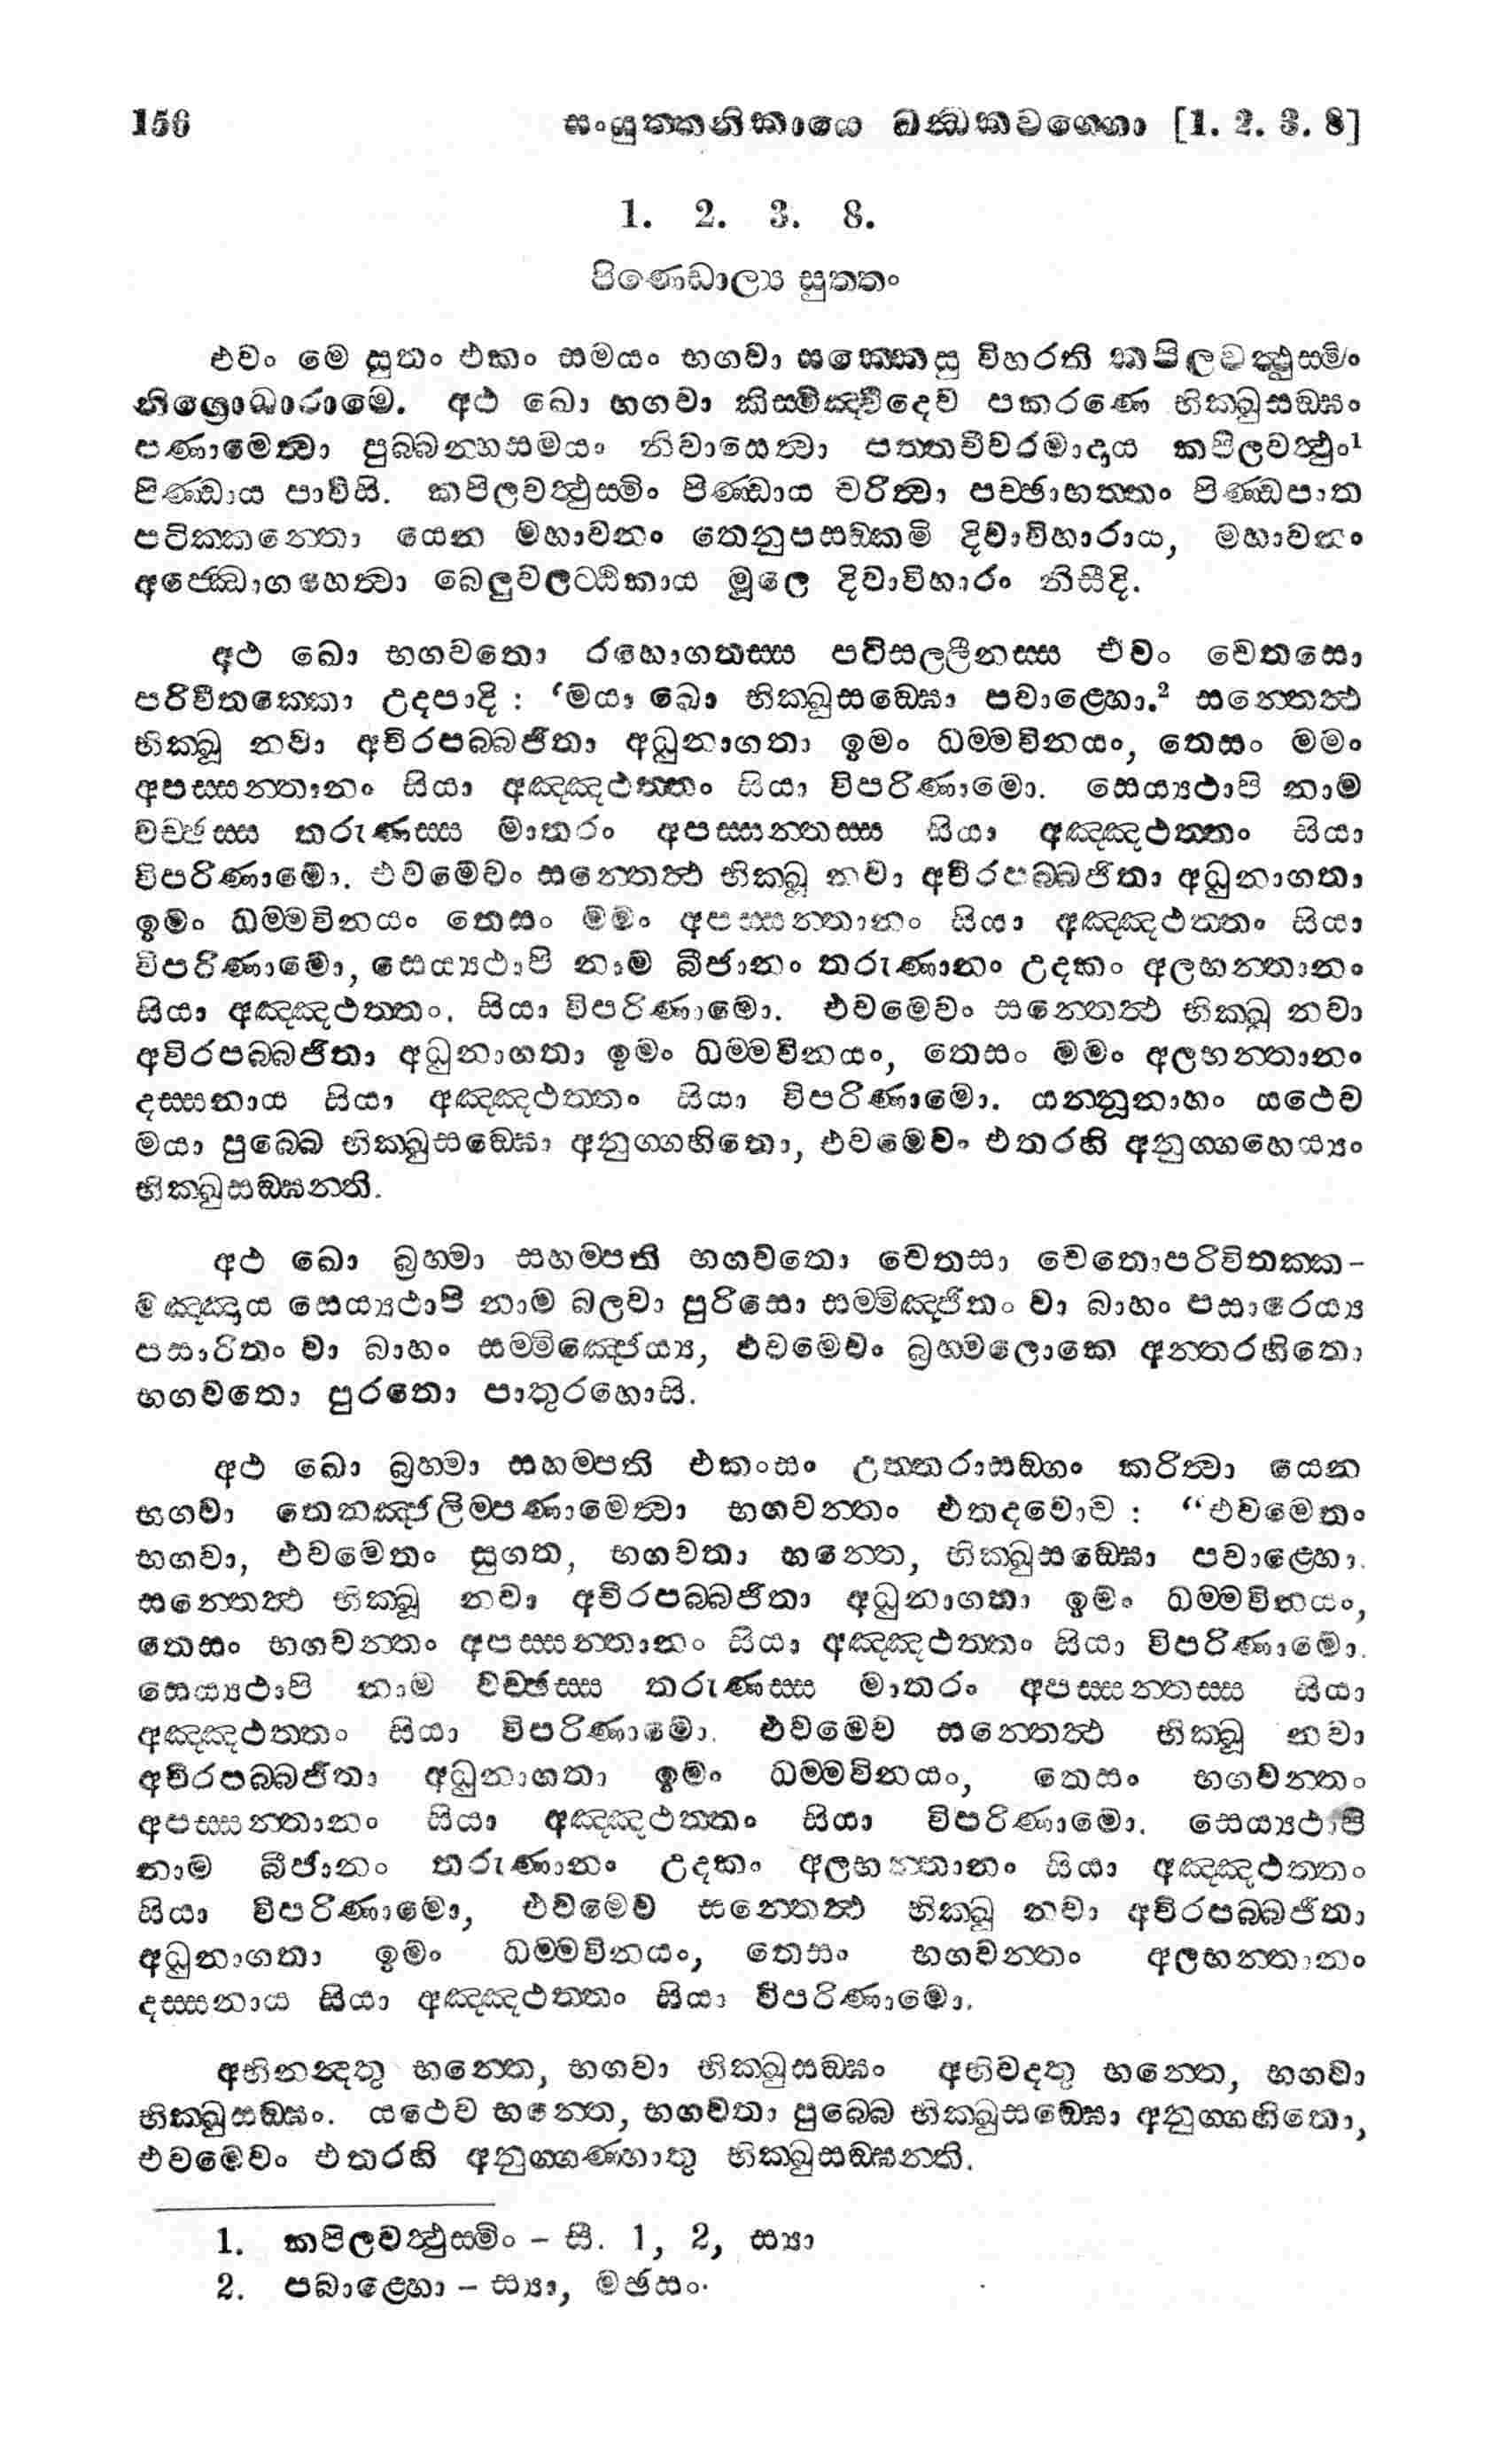 156 සංයුත්තනිකායෙ ඛන්ධකවග්ගො [1. 2. 3. 8]
1. 2. 3. 8.
පිණ්ඩොල්‍ය සුත්තං
එවං මෙ සුතං එකං සමයං භගවා සක්කෙසු විහරති කපිලවත්ථුස්මිං
නිග්‍රොධාරාමෙ. අථ ඛො භගවා කිස්මිඤ්චිදෙව පකරණෙ භික්ඛුසඞ්ඝං
පණාමෙත්‍වා පුබ්බන්හසමයං නිවාසෙත්‍වා පත්තචීවරමාදාය කපිලවත්ථුං¹
පිණ්ඩාය පාවිසි. කපිලවත්ථුස්මිං පිණ්ඩාය චරිත්‍වා පච්ඡාභත්තං පිණ්ඩපාත
පටික්කන්තො යෙන මහාවනං තෙනුපසඞ්කමි දිවාවිහාරාය, මහාවනං
අජ්ඣොගහෙත්‍වා බෙලුවලට්ඨිකාය මූලෙ දිවාවිහාරං නිසීදි.
අථ ඛො භගවතො රහොගතස්ස පටිසල්ලීනස්ස එවං චෙතසො
පරිවිතක්කො උදපාදි : ‘මයා ඛො භික්ඛුසඞ්ඝො පවාළ්හො.² සන්තෙත්ථ
භික්ඛූ නවා අචිරපබ්බජිතා අධුනාගතා ඉමං ධම්මවිනයං, තෙසං මමං
අපස්සන්තානං සියා අඤ්ඤථත්තං සියා විපරිණාමො. සෙය්‍යථාපි නාම
වච්ඡස්ස තරුණස්ස මාතරං අපස්සන්තස්ස සියා අඤ්ඤථත්තං සියා
විපරිණාමො. එවමේවං සන්තෙත්ථ භික්ඛූ නවා අචිරපබ්බජිතා අධුනාගතා
ඉමං ධම්මවිනයං තෙසං මමං අපස්සන්තානං සියා අඤ්ඤථත්තං සියා
විපරිණාමො, සෙය්‍යථාපි නාම බීජානං තරුණානං උදකං අලභන්තානං
සියා අඤ්ඤථත්තං. සියා විපරිණාමො. එවමෙවං සන්තෙත්ථ භික්ඛූ නවා
අචිරපබ්බජිතා අධුනාගතා ඉමං ධම්මවිනයං, තෙසං මමං අලභන්තානං
දස්සනාය සියා අඤ්ඤථත්තං සියා විපරිණාමො. යන්නූනාහං යථෙව
මයා පුබ්බෙ භික්ඛුසඞ්ඝො අනුග්ගහිතො, එවමෙවං එතරහි අනුග්ගහෙය්‍යං
භික්ඛුසඞ්ඝන්ති.
අථ ඛො බ්‍රහ්මා සහම්පති භගවතො චෙතසා චෙතොපරිවිතක්ක-
මඤ්ඤාය සෙය්‍යථාපි නාම බලවා පුරිසො සම්මිඤ්ජිතං වා බාහං පසාරෙය්‍ය
පසාරිතං වා බාහං සම්මිඤ්ජෙය්‍ය, එවමෙවං බ්‍රහ්මලොකෙ අන්තරහිතො
භගවතො පුරතො පාතුරහොසි.
අථ ඛො බ්‍රහ්මා සහම්පති එකංසං උත්තරාසඞ්ගං කරිත්‍වා යෙන
භගවා තෙනඤ්ජලිම්පණාමෙත්‍වා භගවන්තං එතදවොච : “එවමෙතං
භගවා, එවමෙතං සුගත, භගවතා භන්තෙ, භික්ඛුසඞ්ඝො පවාළ්හො.
සන්තෙත්ථ භික්ඛූ නවා අචිරපබ්බජිතා අධුනාගතා ඉමං ධම්මවිනයං,
තෙසං භගවන්තං අපස්සන්තානං සියා අඤ්ඤථත්තං සියා විපරිණාමො.
සෙය්‍යථාපි නාම වච්ඡස්ස තරුණස්ස මාතරං අපස්සන්තස්ස සියා
අඤ්ඤථත්තං සියා විපරිණාමො. එවමෙව සන්තෙත්ථ භික්ඛූ නවා
අචිරපබ්බජිතා අධුනාගතා ඉමං ධම්මවිනයං, තෙසං භගවන්තං
අපස්සන්තානං සියා අඤ්ඤථත්තං සියා විපරිණාමො. සෙය්‍යථාපි
නාම බීජානං තරුණානං උදකං අලභන්තානං සියා අඤ්ඤථත්තං
සියා විපරිණාමො, එවමෙව සන්තෙත්ථ භික්ඛූ නවා අචිරපබ්බජිතා
අධුනාගතා ඉමං ධම්මවිනයං, තෙසං භගවන්තං අලභන්තානං
දස්සනාය සියා අඤ්ඤථත්තං සියා විපරිණාමො.
අභිනන්දතු භන්තෙ, භගවා භික්ඛුසඞ්ඝං අභිවදතු භන්තෙ, භගවා
භික්ඛුසඞ්ඝං. යථෙව භන්තෙ, භගවතා පුබ්බෙ භික්ඛුසඞ්ඝො අනුග්ගහිතො,
එවමෙවං එතරහි අනුග්ගණ්හාතු භික්ඛුසඞ්ඝන්ති.
1. කපිලවත්ථුස්මිං – සී. 1, 2, ස්‍යා
2. පබාළ්හො – ස්‍යා, මඡසං.